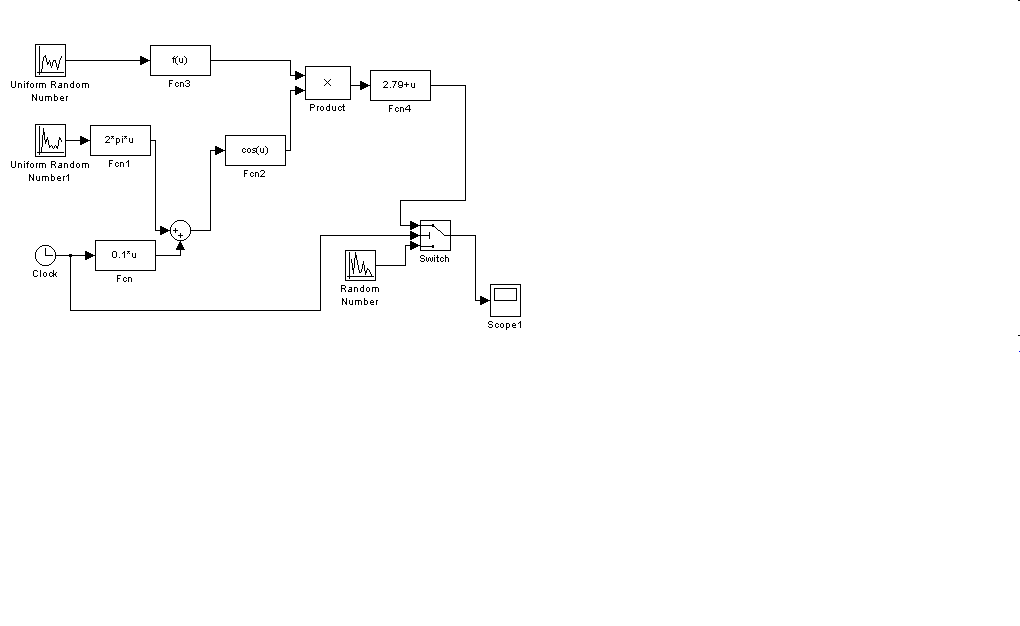 f(u)
Fcn3
Uniform Random
Number
×
Product
2.79+u
Fcn4
2*pi*u
Fcn1
Uniform Random
Number1
cos(u)
Fcn2
+
+
Clock
0.1*u
Fcn
Switch
Random
Number
Scope1